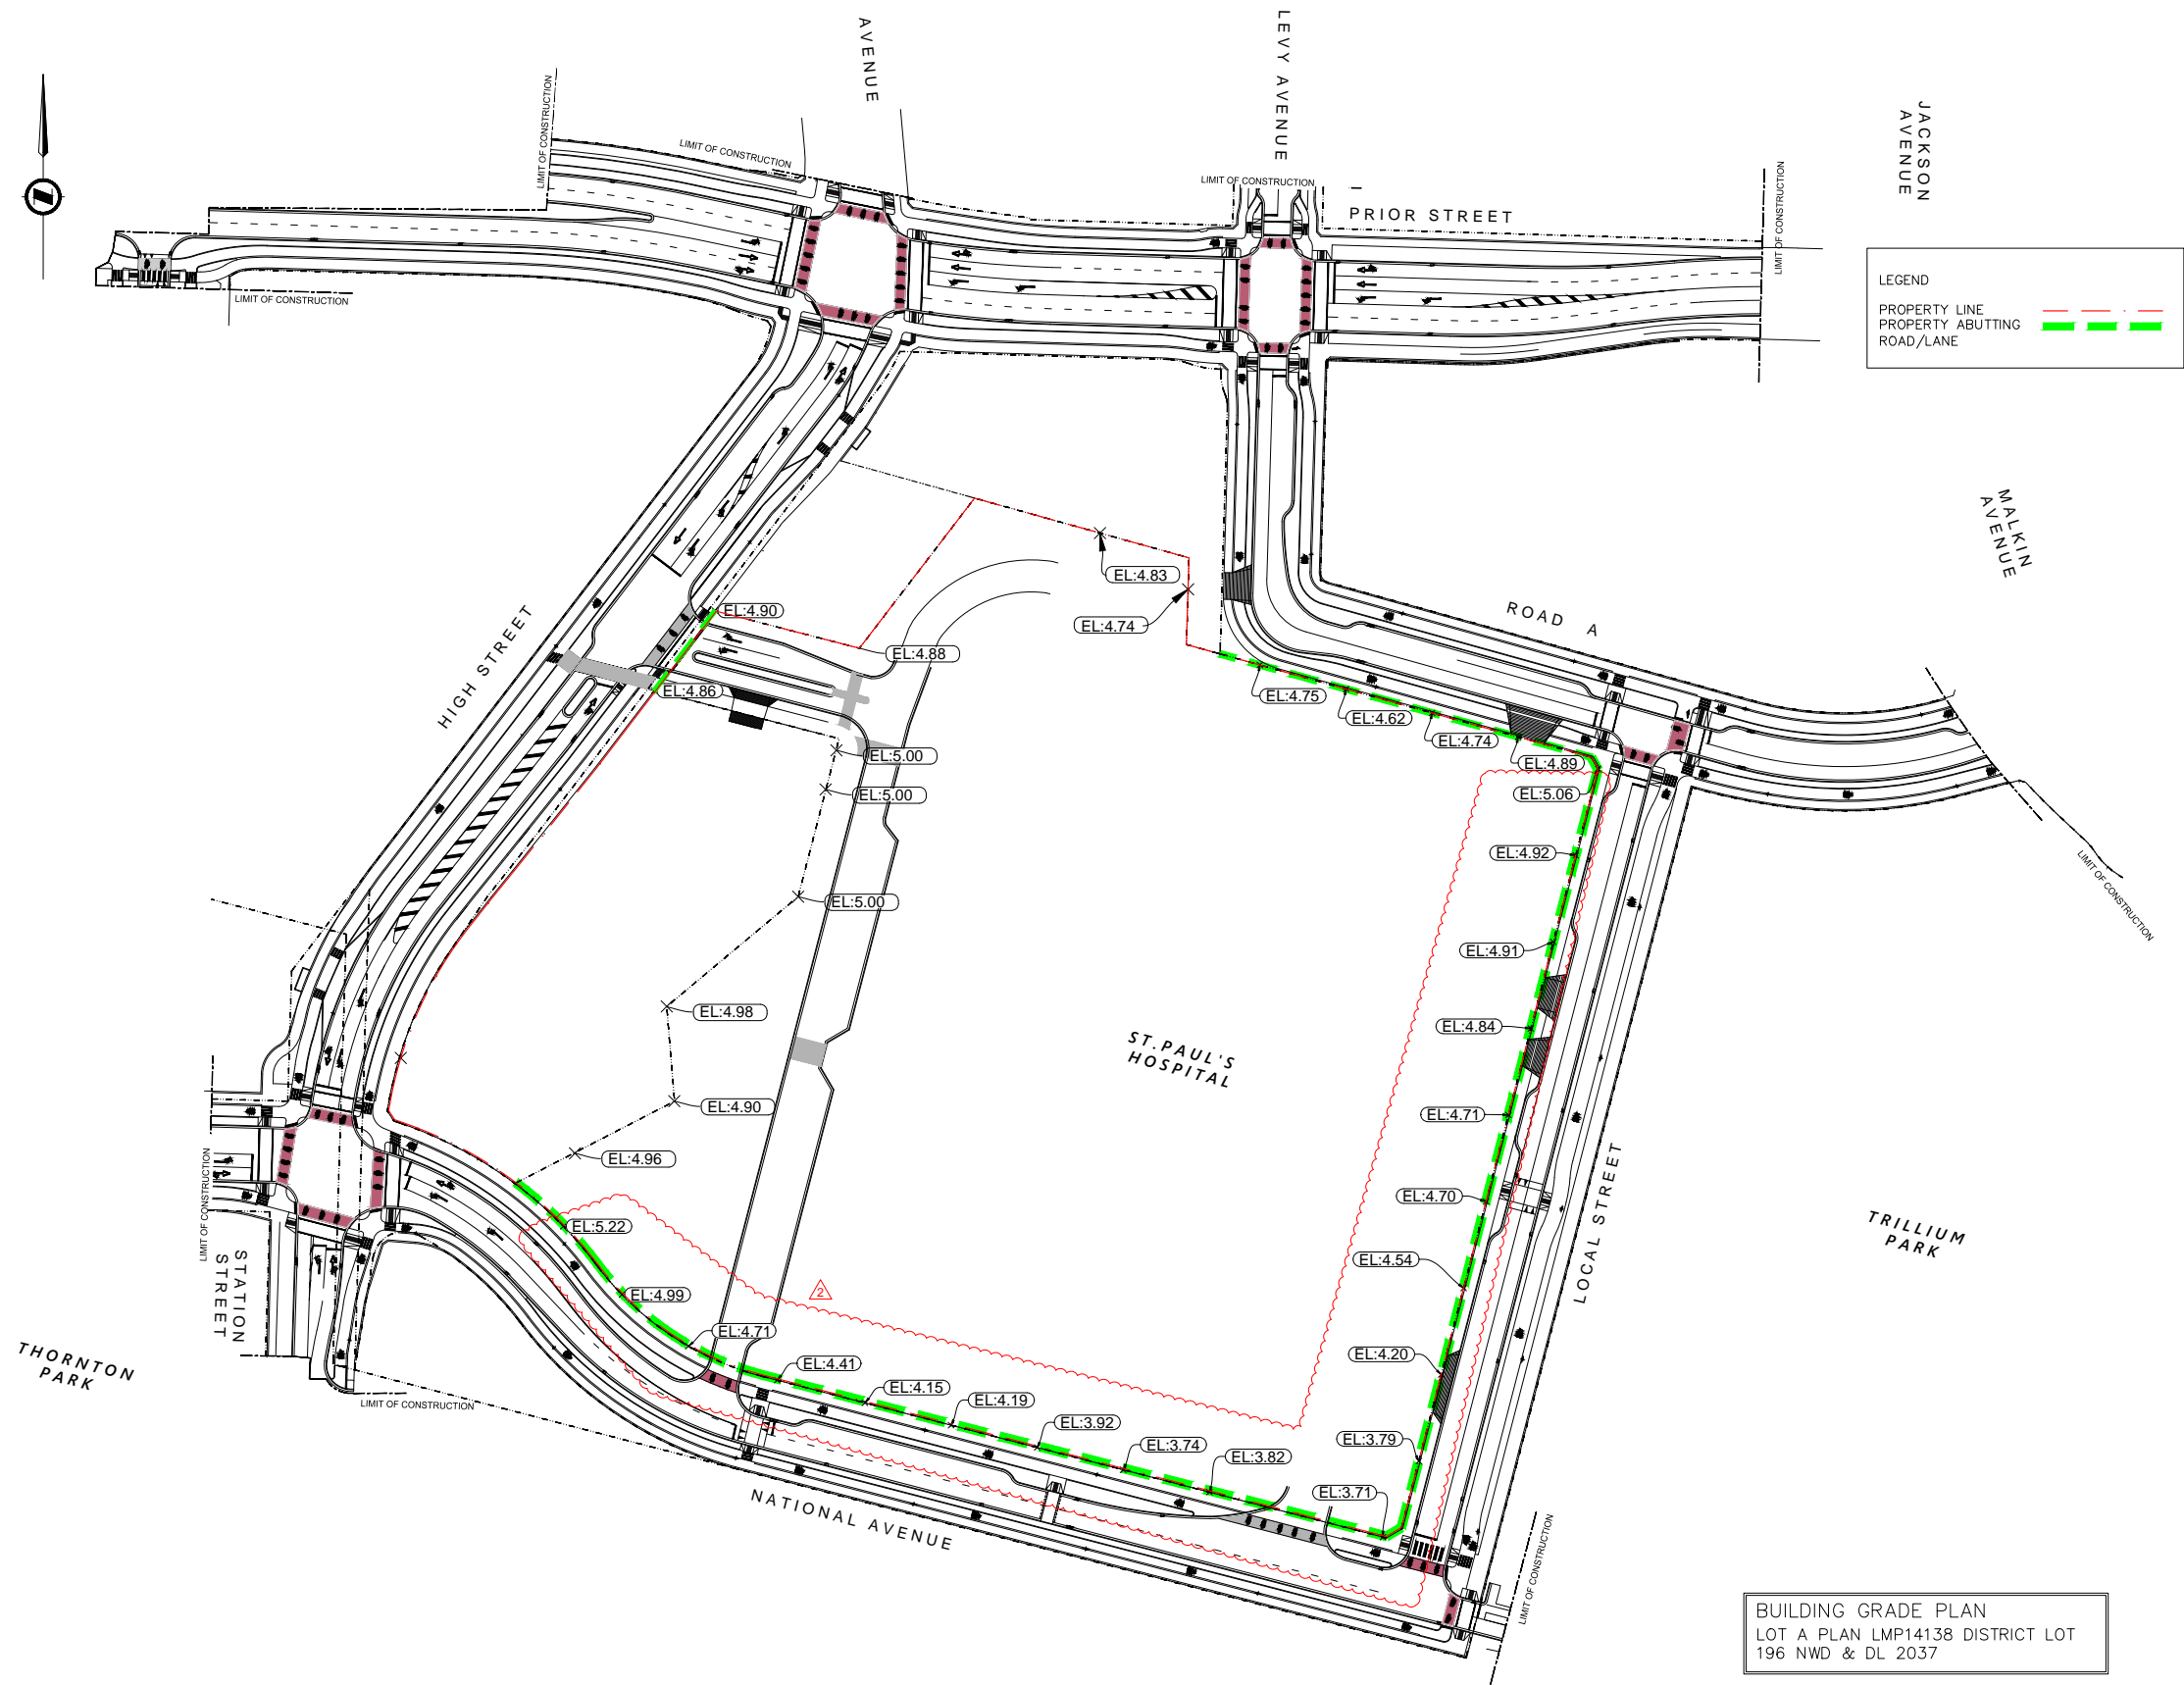 AVENUE
LEVY AVENUE
JACKSON
AVENUE
LIMIT OF CONSTRUCTION
LIMIT OF CONSTRUCTION
LIMIT OF CONSTRUCTION
LIMIT OF CONSTRUCTION
PRIOR STREET
LIMIT OF CONSTRUCTION
LEGEND
PROPERTY LINE
PROPERTY ABUTTING
ROAD/LANE
MALKIN
AVENUE
EL:4.83
EL:4.74
EL:4.90
EL:4.88
EL:4.86
HIGH STREET
ROAD A
EL:4.75
EL:4.62
EL:4.74
EL:4.89
EL:5.06
EL:5.00
EL:5.00
EL:5.00
EL:4.92
EL:4.91
EL:4.98
EL:4.84
LIMIT OF CONSTRUCTION
ST.PAUL'S
HOSPITAL
EL:4.90
EL:4.71
EL:4.96
EL:4.70
LOCAL STREET
TRILLIUM
PARK
LIMIT OF CONSTRUCTION
STATION
STREET
EL:5.22
EL:4.54
EL:4.99
2
EL:4.71
EL:4.20
THORNTON
PARK
EL:4.41
EL:4.15
EL:4.19
LIMIT OF CONSTRUCTION
EL:3.92
EL:3.74
EL:3.82
EL:3.79
EL:3.71
NATIONAL AVENUE
LIMIT OF CONSTRUCTION
BUILDING GRADE PLAN
LOT A PLAN LMP14138 DISTRICT LOT
196 NWD & DL 2037